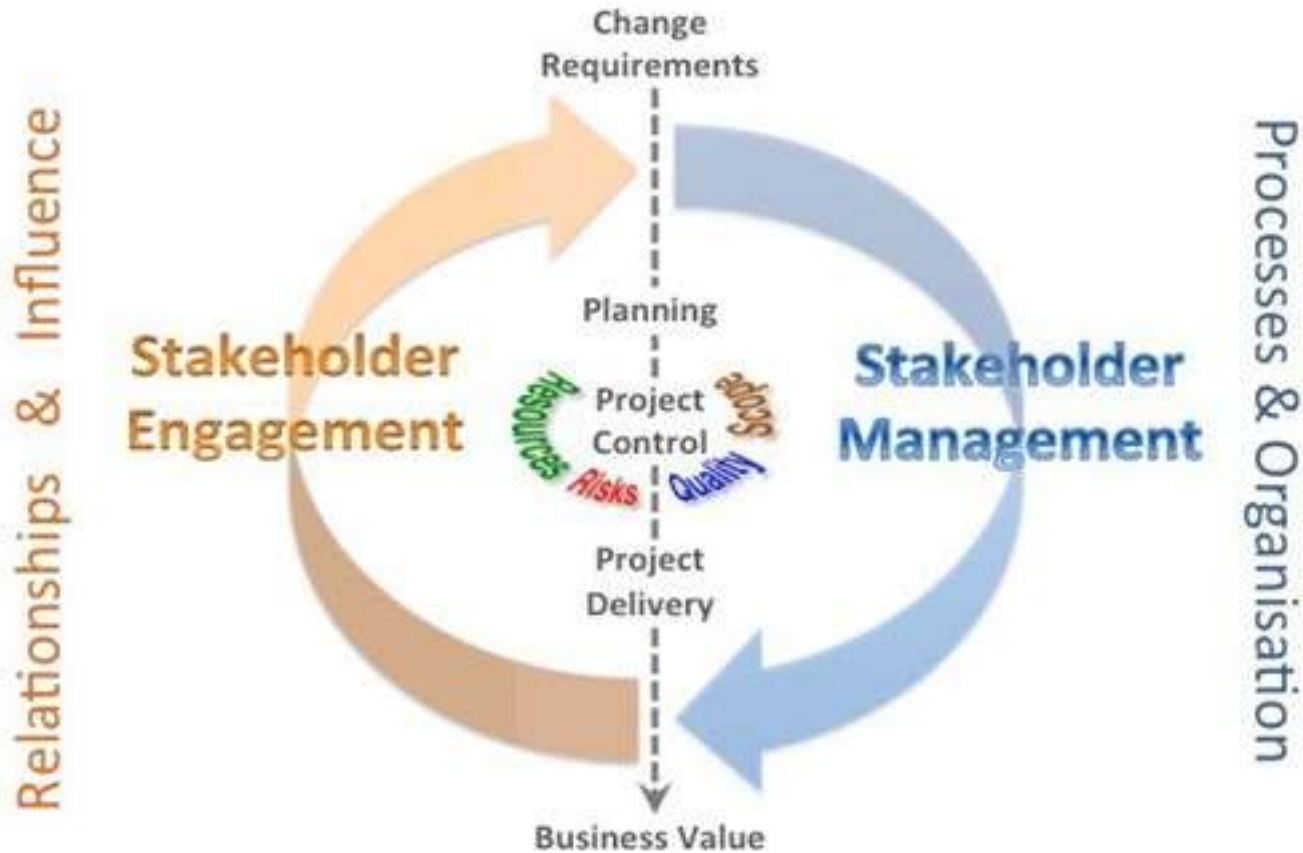 Change
Requirements
Relationships & Influence
Processes & Organisation
Planning
Stakeholder
Engagement
Resources
Risks
Project
Control
Scope
Quality
Stakeholder
Management
Project
Delivery
Business Value